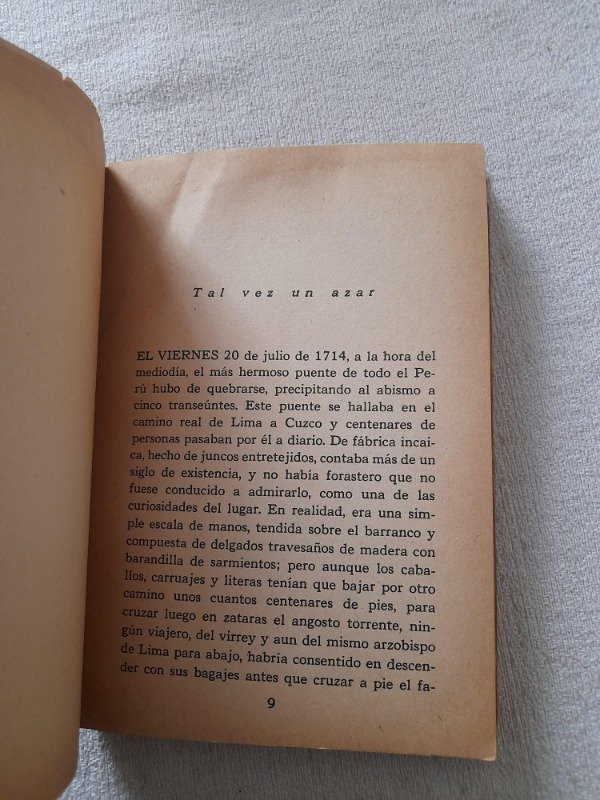 Tal vez un azar
EL VIERNES 20 de julio de 1714, a la hora del
mediodía, el más hermoso puente de todo el Pe-
rú hubo de quebrarse, precipitando al abismo a
cinco transeúntes. Este puente se hallaba en el
camino real de Lima a Cuzco y centenares de
personas pasaban por él a diario. De fábrica incai-
ca, hecho de juncos entretejidos, contaba más de un
siglo de existencia, y no había forastero que no
fuese conducido a admirarlo, como una de las
curiosidades del lugar. En realidad, era una sim-
ple escala de manos, tendida sobre el barranco y
compuesta de delgados travesaños de madera con
barandilla de sarmientos; pero aunque los caba-
llos, carruajes y literas tenían que bajar por otro
camino unos cuantos centenares de pies, para
cruzar luego en zataras el angosto torrente, nin-
gún viajero, del virrey y aun del mismo arzobispo
de Lima para abajo, habría consentido en descen-
der con sus bagajes antes que cruzar a pie el fa-
9